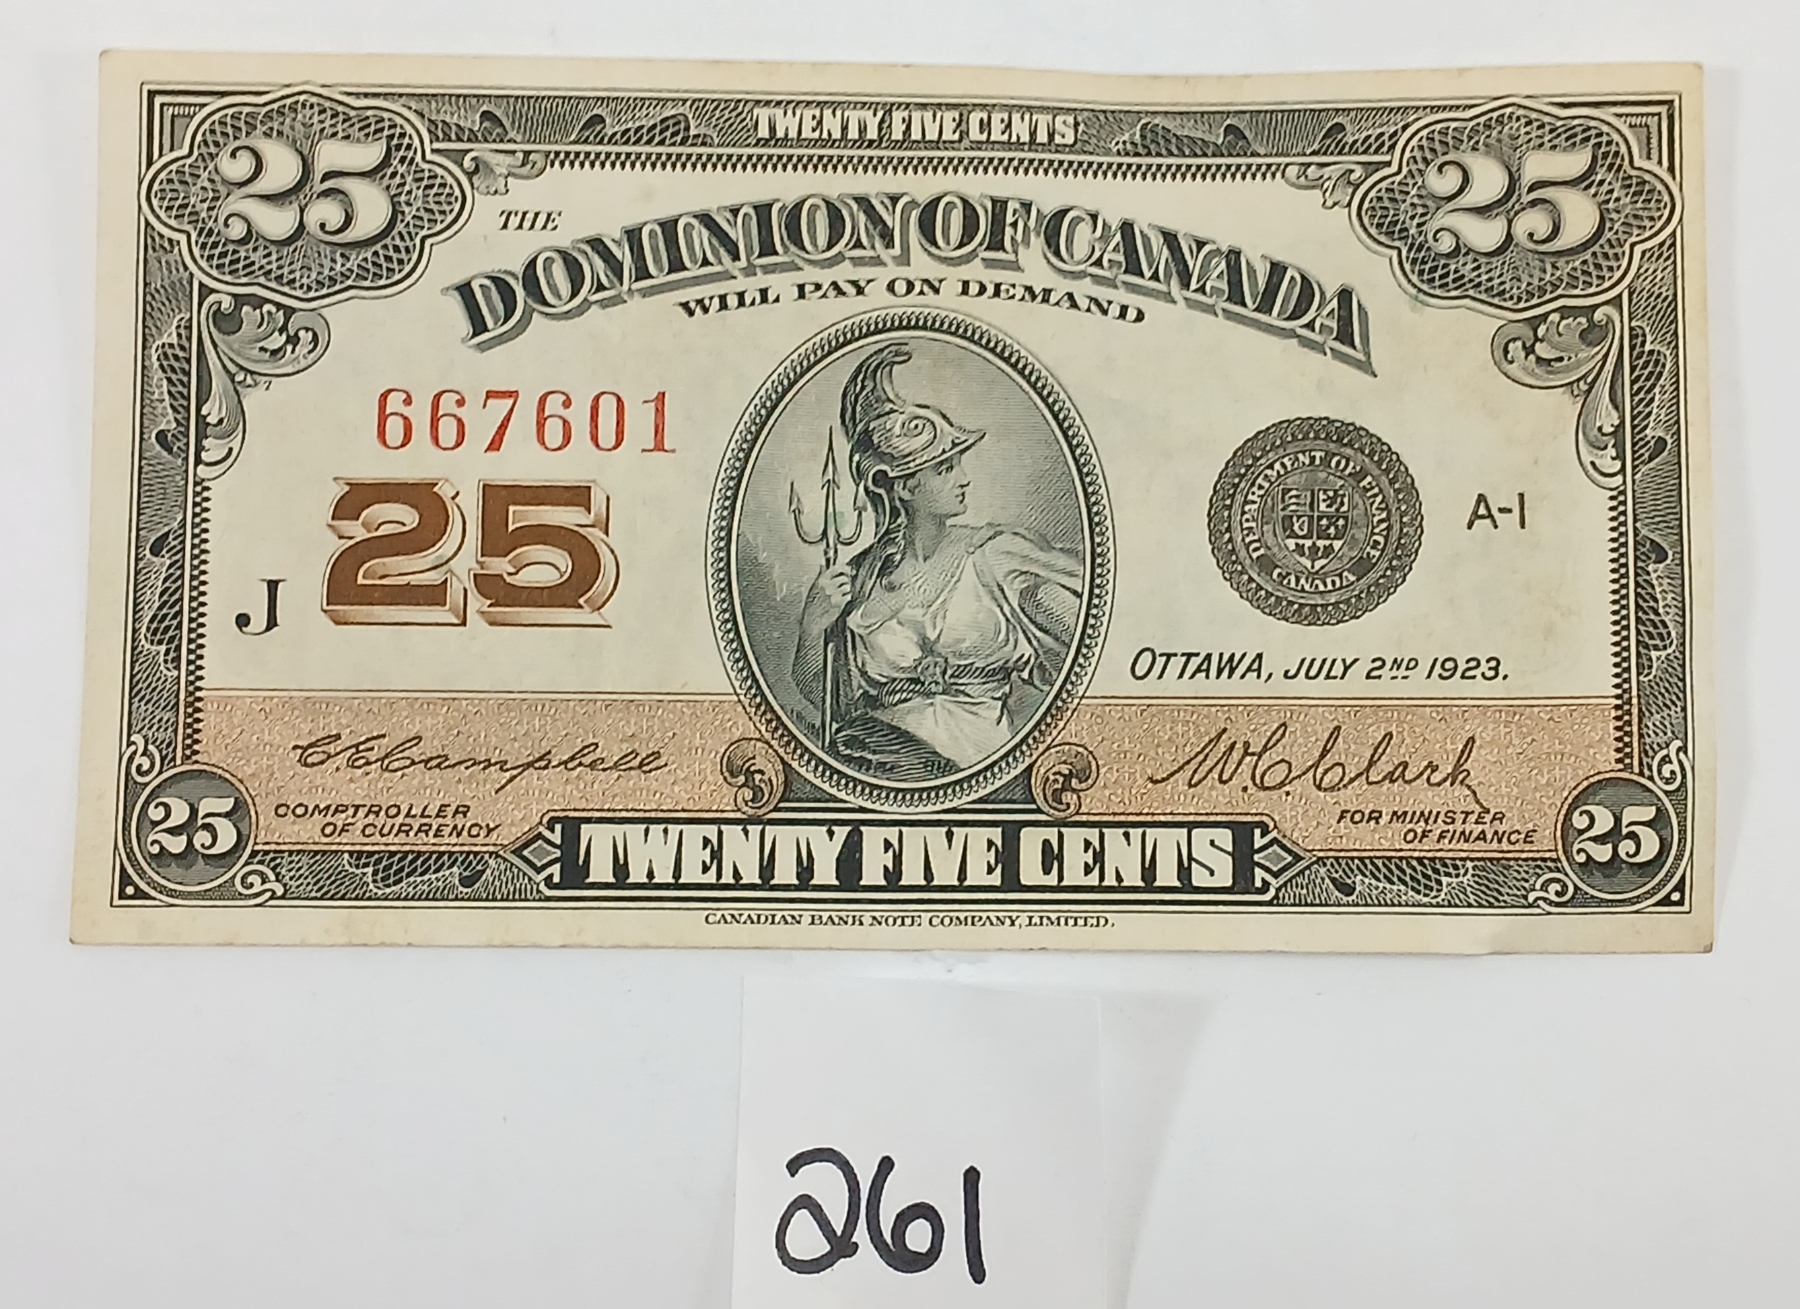 TWENTY FIVE CENTS
25
25
THE
DOMINION OF CANADA
WILL PAY ON DEMAND
667601
25
J
DEPARTMENT OF FINANCE
CANADA
A-1
OTTAWA, JULY 2ND 1923.
C.E. Campbell
W.C. Clark
COMPTROLLER
OF CURRENCY
FOR MINISTER
OF FINANCE
25
TWENTY FIVE CENTS
25
CANADIAN BANK NOTE COMPANY, LIMITED.
261